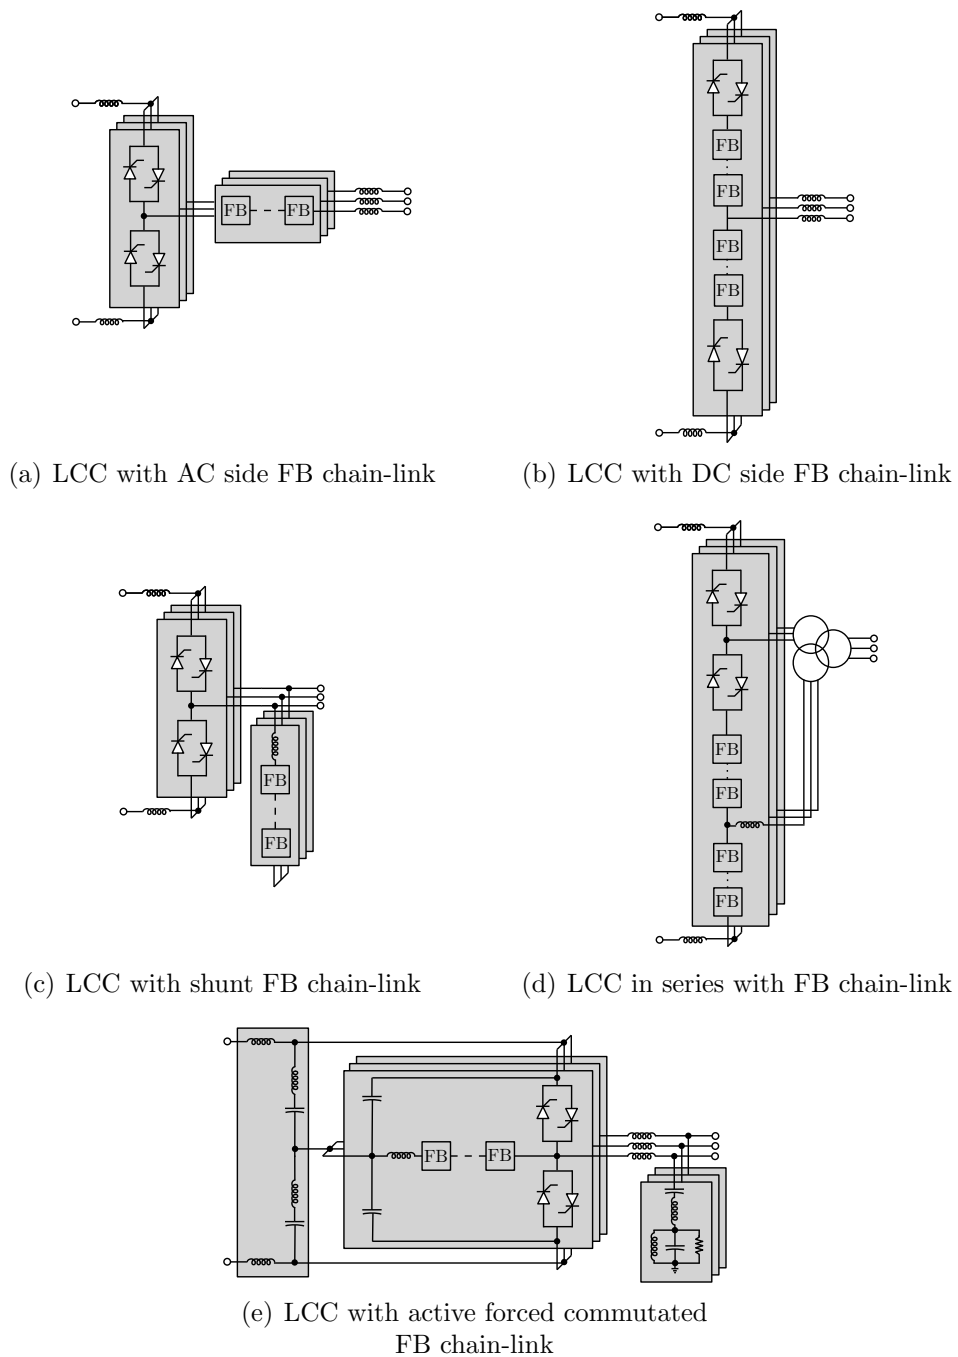 FB FB
(a) LCC with AC side FB chain-link
FB
FB
FB
FB
(b) LCC with DC side FB chain-link
FB
FB
(c) LCC with shunt FB chain-link
FB
FB
FB
FB
(d) LCC in series with FB chain-link
FB FB
(e) LCC with active forced commutated
FB chain-link